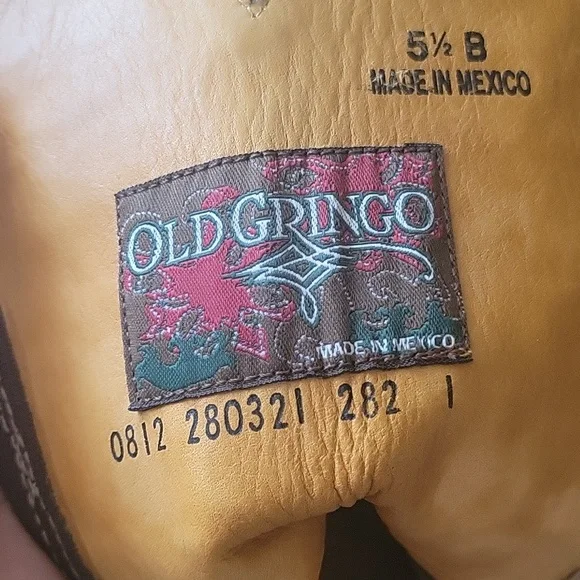 5½ B
MADE IN MEXICO
OLD GRINGO
MADE IN MEXICO
0812 280321 282 1